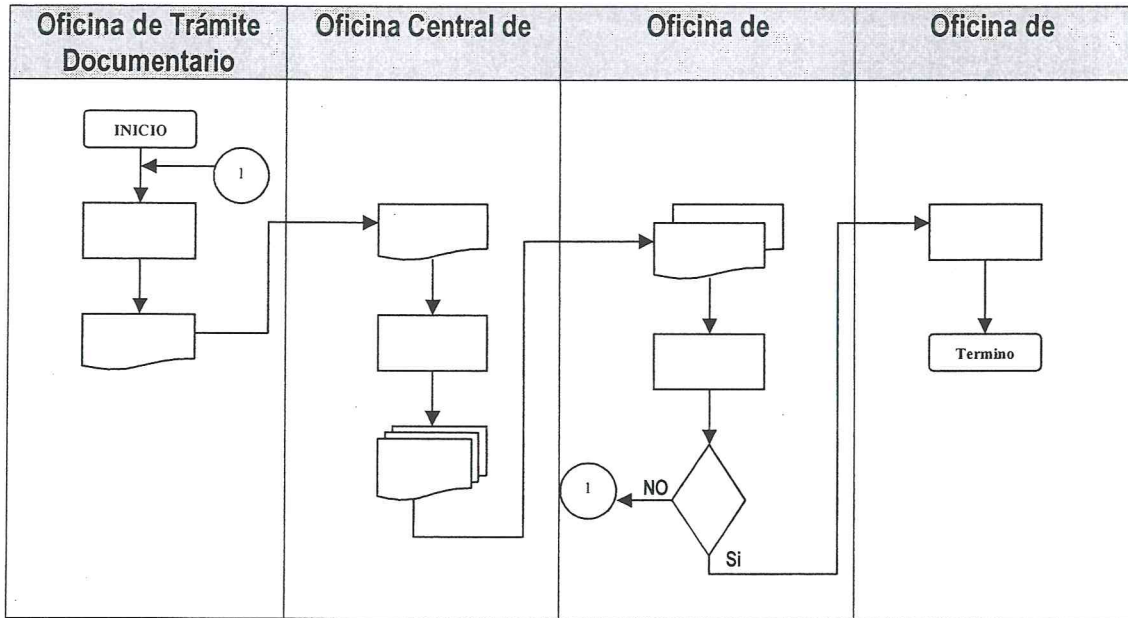 Oficina de Trámite
Documentario
Oficina Central de
Oficina de
Oficina de
INICIO
1
1
NO
Si
Termino